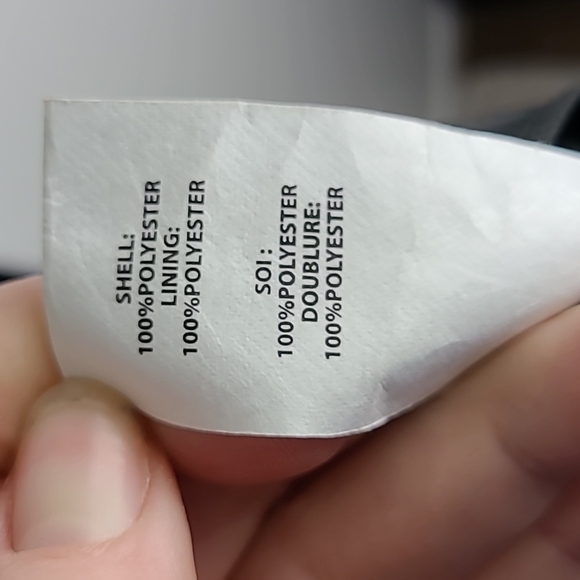 SHELL:
100%POLYESTER
LINING:
100%POLYESTER
SOI :
100%POLYESTER
DOUBLURE:
100%POLYESTER